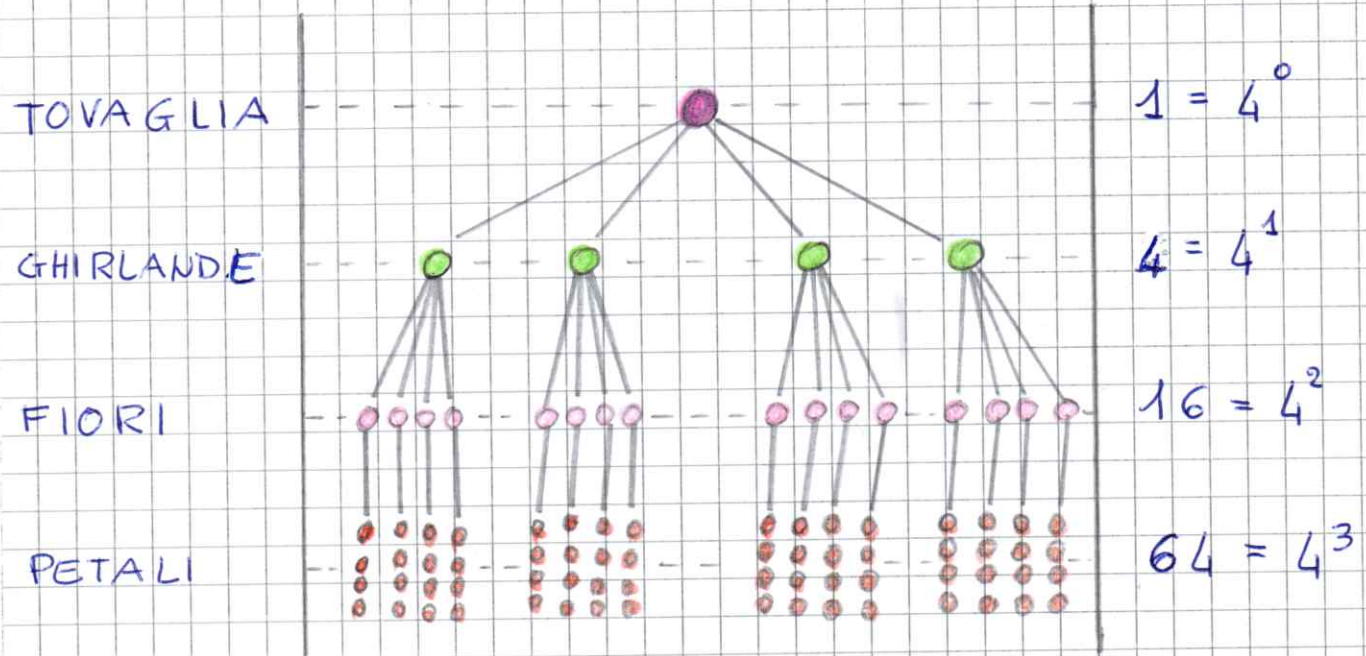 TOVAGLIA 1 = 4⁰
GHIRLANDE 4 = 4¹
FIORI 16 = 4²
PETALI 64 = 4³